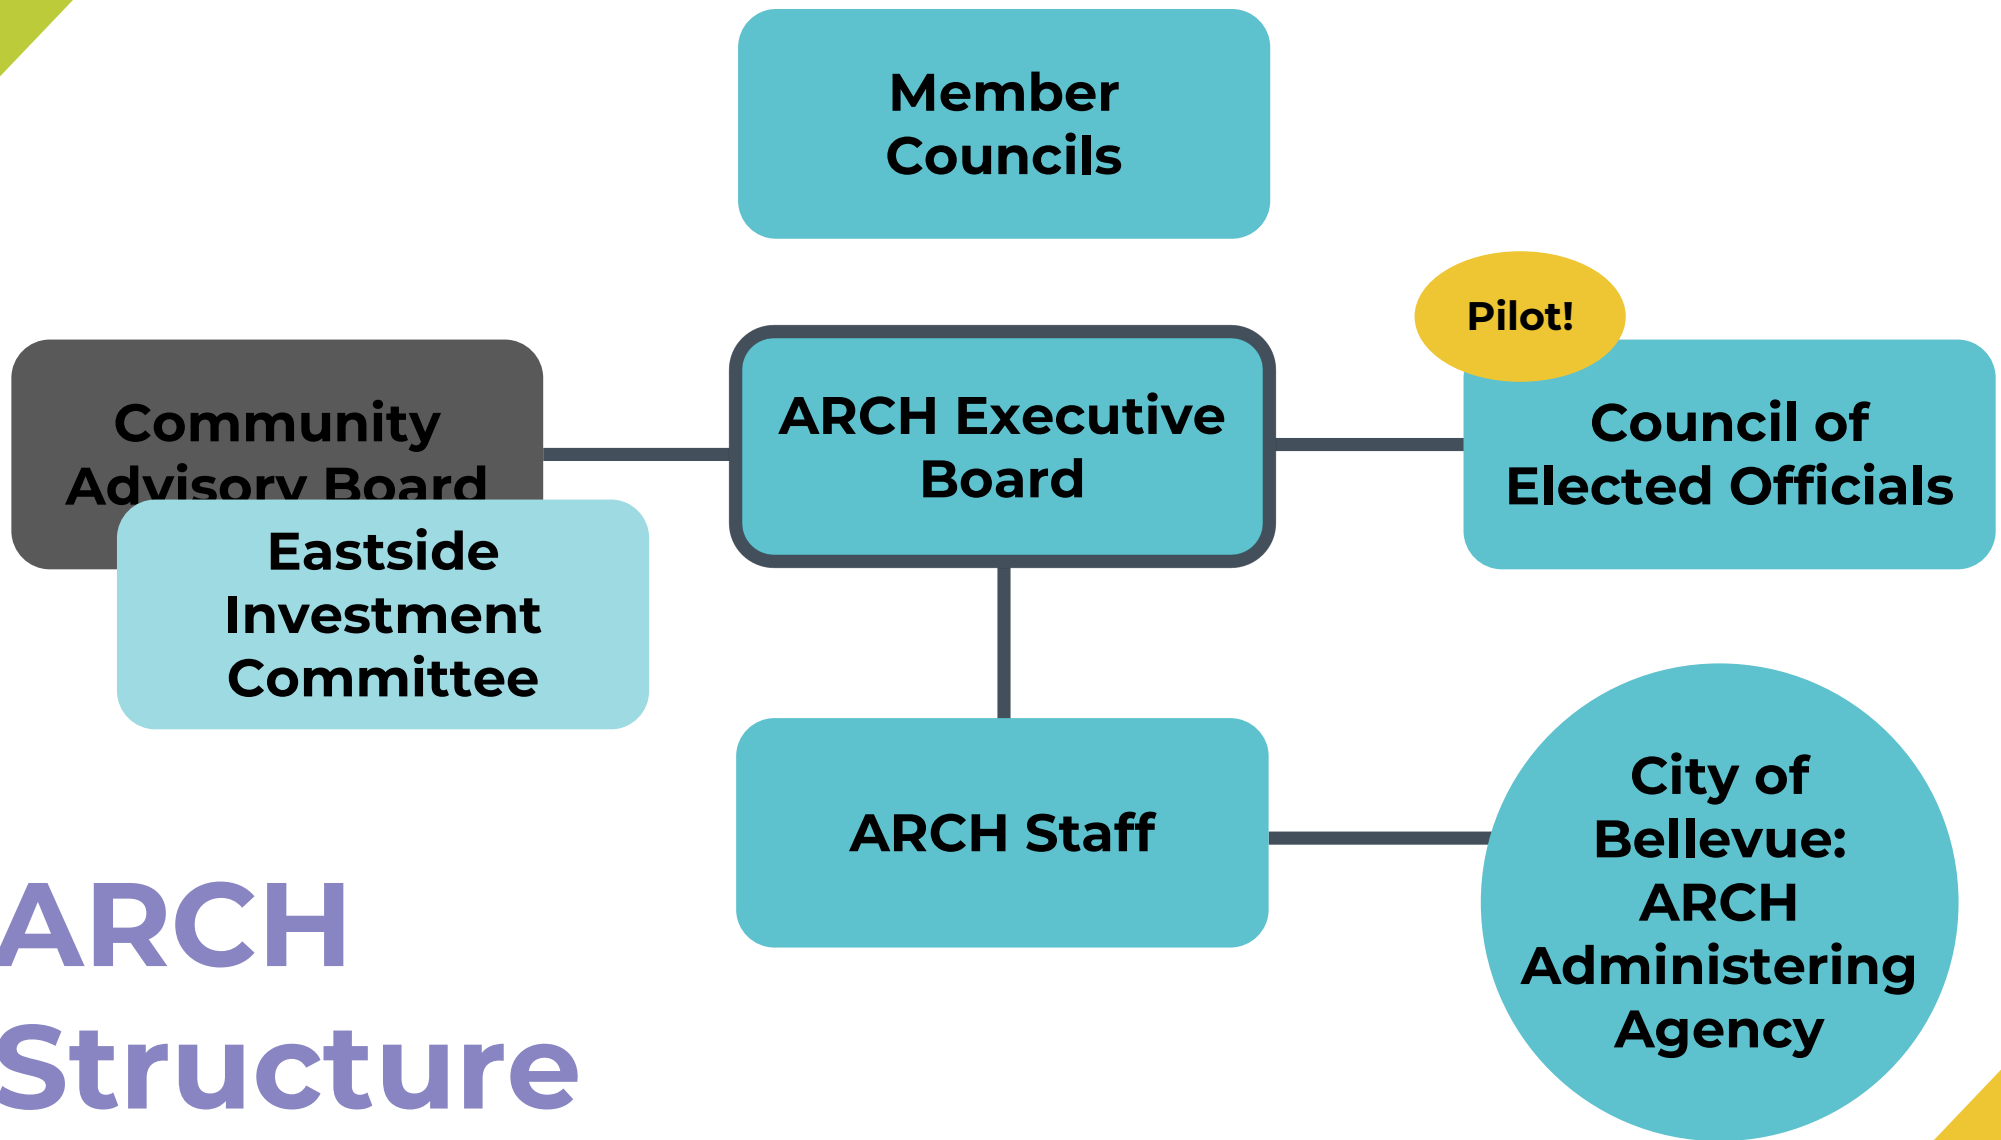 Member
Councils
Pilot!
Community
Advisory Board
ARCH Executive
Board
Council of
Elected Officials
Eastside
Investment
Committee
ARCH Staff
City of
Bellevue:
ARCH
Administering
Agency
ARCH
Structure